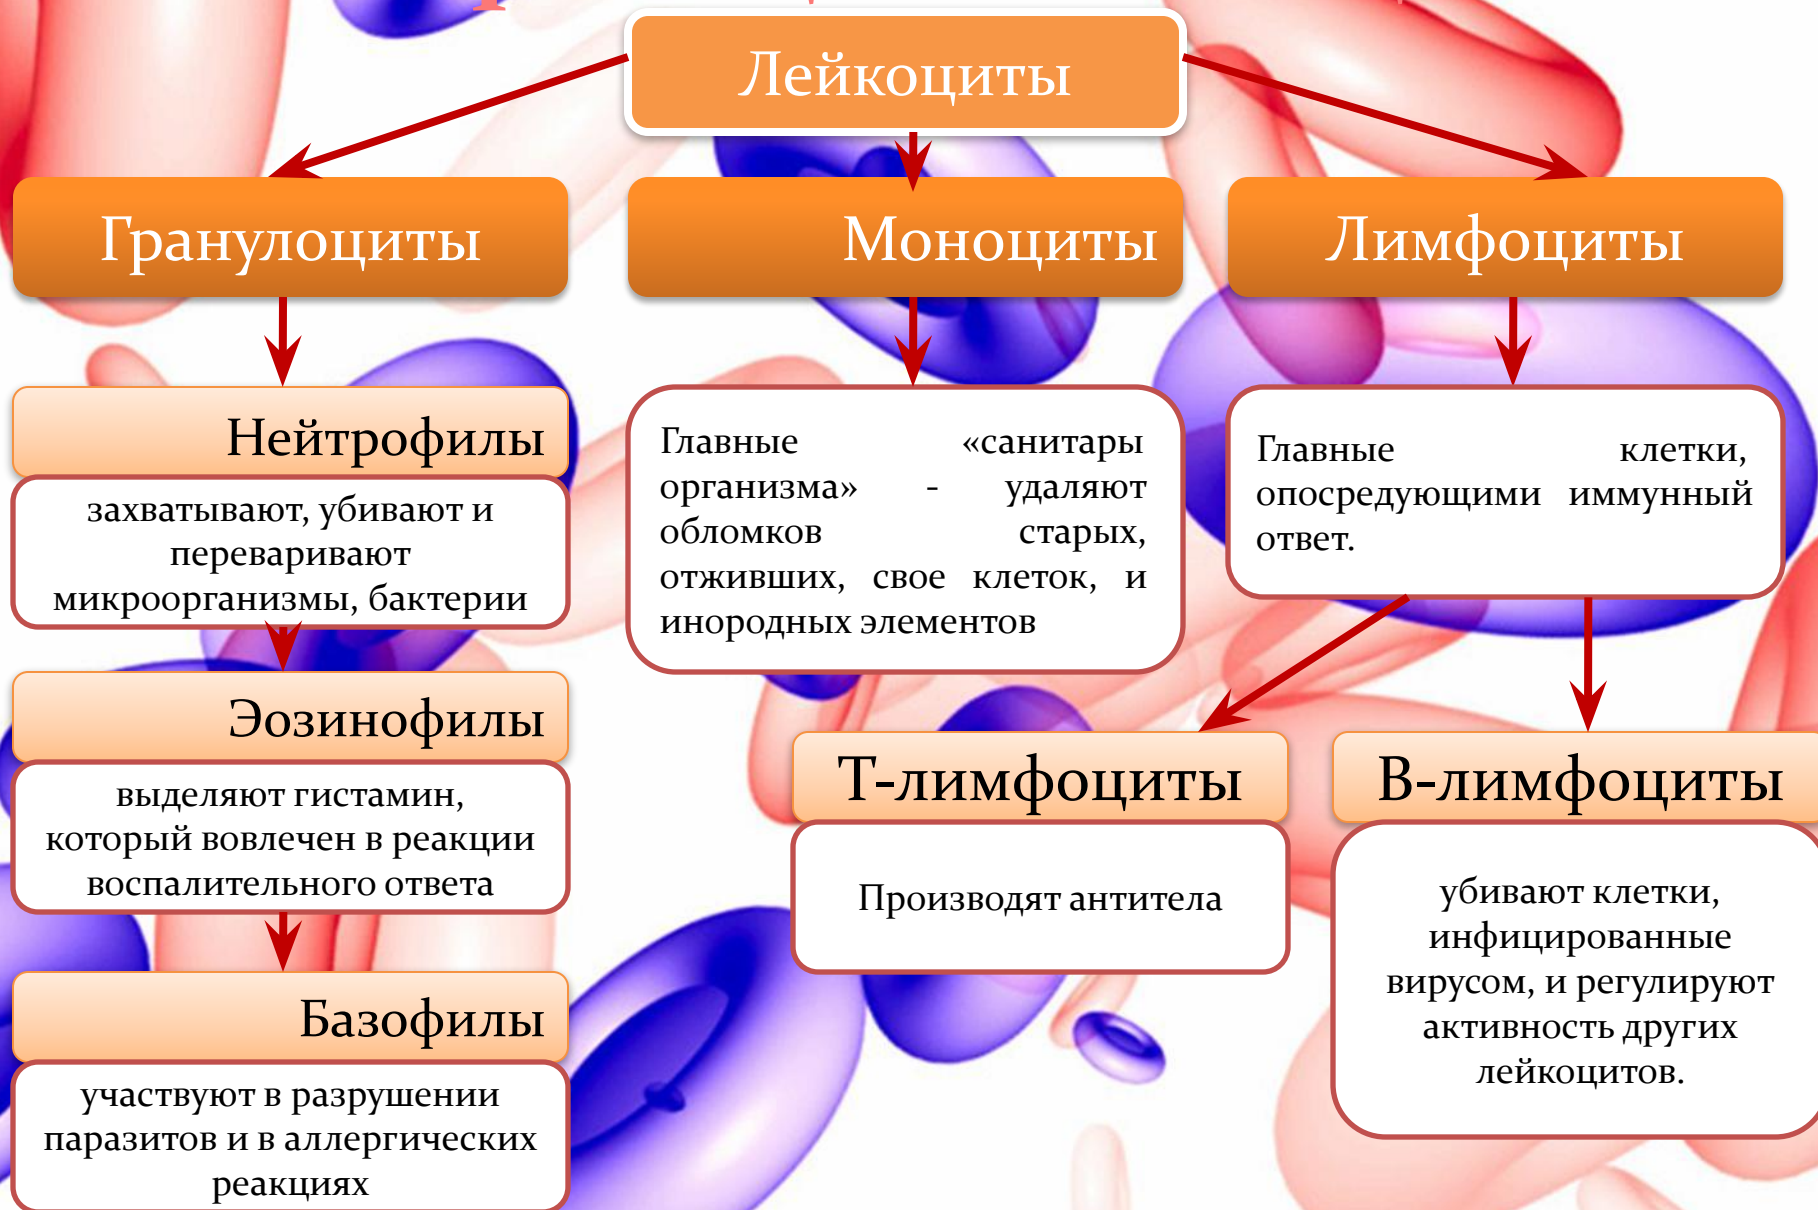 Лейкоциты
Гранулоциты
Моноциты
Лимфоциты
Нейтрофилы
захватывают, убивают и
переваривают
микроорганизмы, бактерии
Эозинофилы
выделяют гистамин,
который вовлечен в реакции
воспалительного ответа
Базофилы
участвуют в разрушении
паразитов и в аллергических
реакциях
Главные «санитары
организма» - удаляют
обломков старых,
отживших, свое клеток, и
инородных элементов
Главные клетки,
опосредующими иммунный
ответ.
Т-лимфоциты
Производят антитела
В-лимфоциты
убивают клетки,
инфицированные
вирусом, и регулируют
активность других
лейкоцитов.